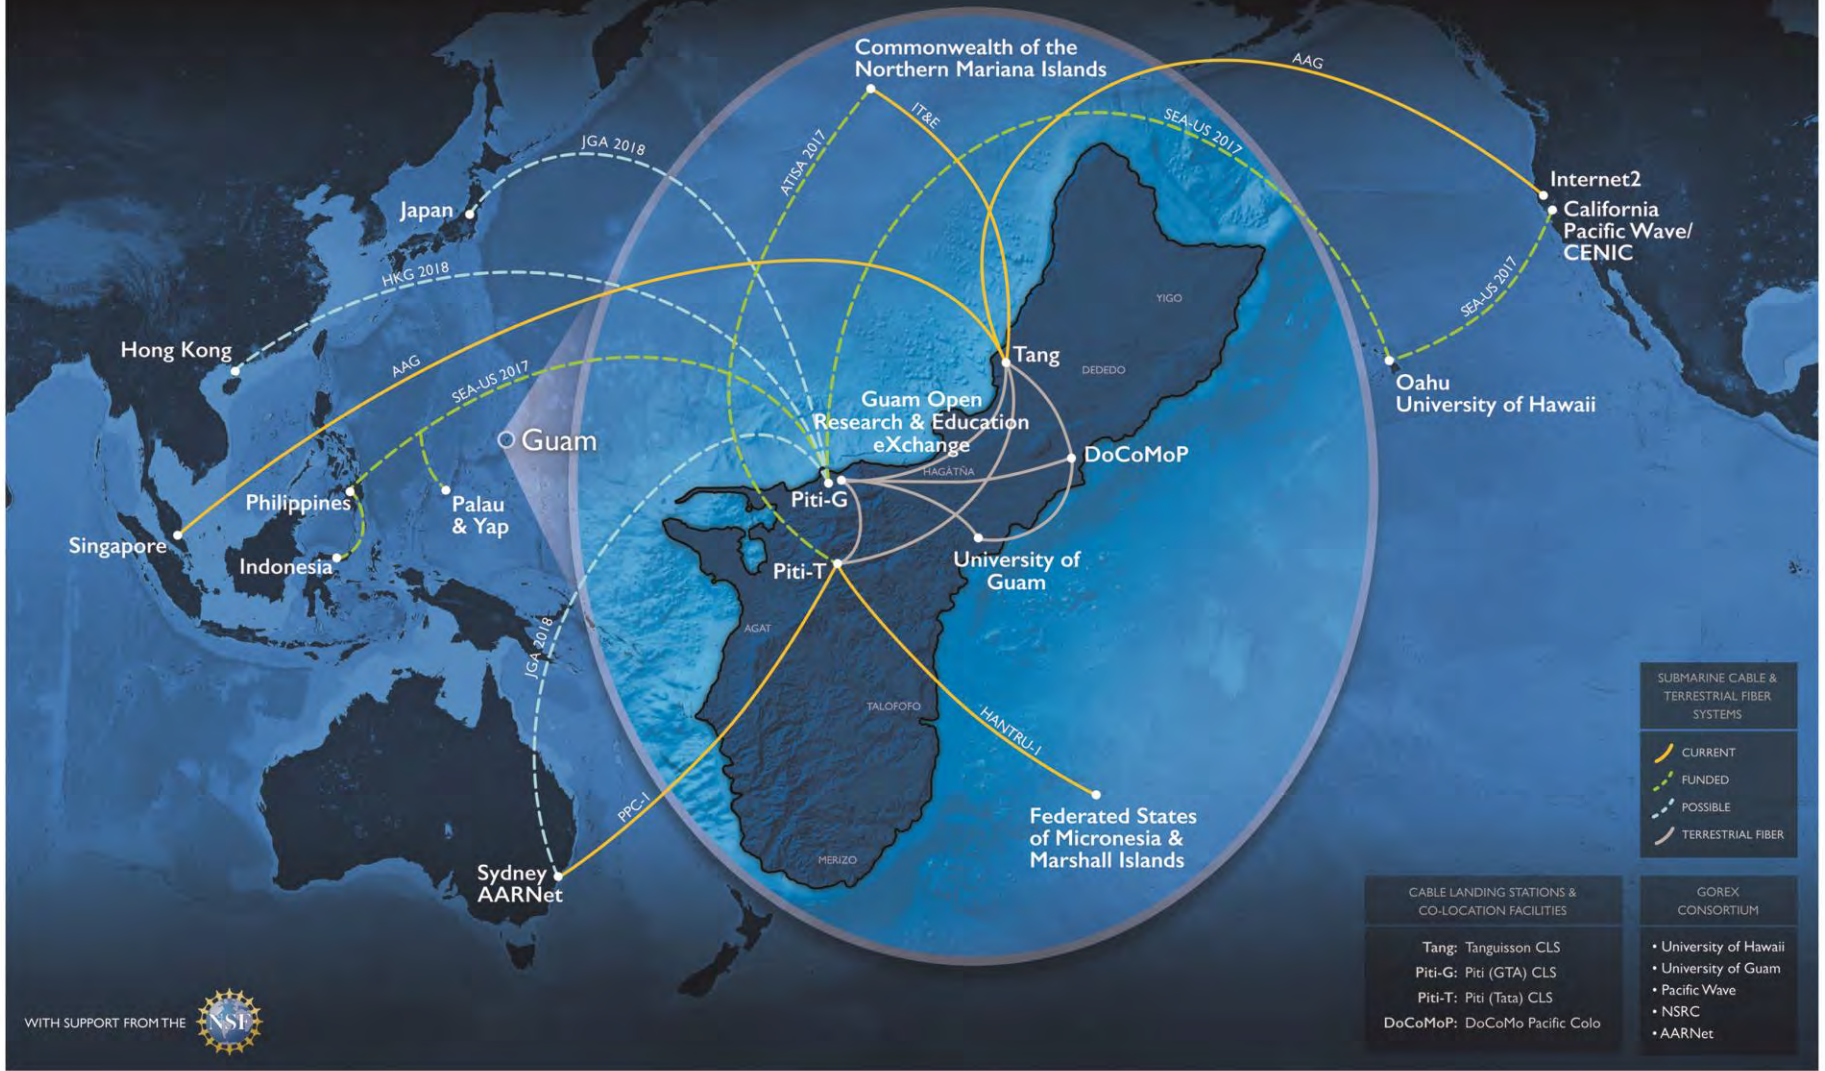 Commonwealth of the
Northern Mariana Islands
AAG
IT&E
SEA-US 2017
ATISA 2017
JGA 2018
Internet2
California
Pacific Wave/
CENIC
Japan
HKG 2018
SEA-US 2017
YIGO
Hong Kong
AAG
SEA-US 2017
Tang
DEDEDO
Oahu
University of Hawaii
Guam Open
Research & Education
eXchange
Guam
DoCoMoP
HAGÅTÑA
Philippines
Palau
& Yap
Piti-G
Singapore
Indonesia
Piti-T
University of
Guam
AGAT
JGA 2018
TALOFOFO
HANTRU-1
PPC-1
Federated States
of Micronesia &
Marshall Islands
MERIZO
Sydney
AARNet
SUBMARINE CABLE &
TERRESTRIAL FIBER
SYSTEMS
CURRENT
FUNDED
POSSIBLE
TERRESTRIAL FIBER
CABLE LANDING STATIONS &
CO-LOCATION FACILITIES
Tang: Tanguisson CLS
Piti-G: Piti (GTA) CLS
Piti-T: Piti (Tata) CLS
DoCoMoP: DoCoMo Pacific Colo
GOREX
CONSORTIUM
• University of Hawaii
• University of Guam
• Pacific Wave
• NSRC
• AARNet
WITH SUPPORT FROM THE
NSF